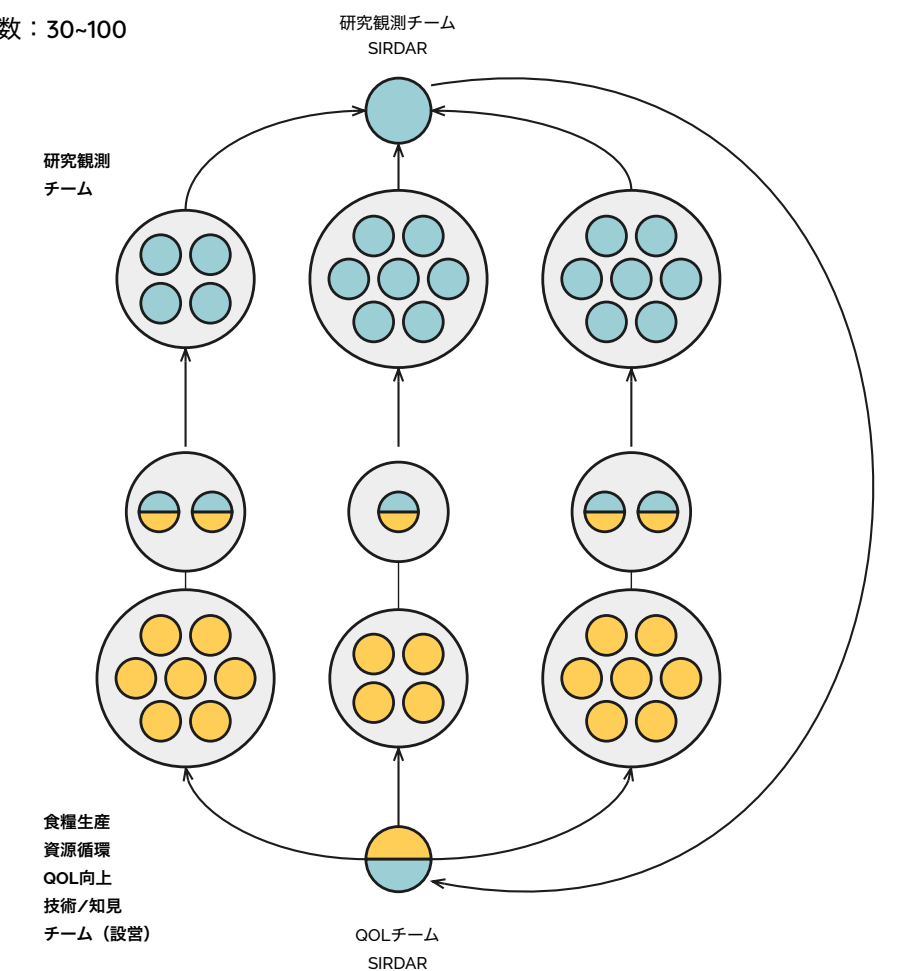 数：30~100
研究観測チーム
SIRDAR
研究観測
チーム
食糧生産
資源循環
QOL向上
技術/知見
チーム（設営）
QOLチーム
SIRDAR